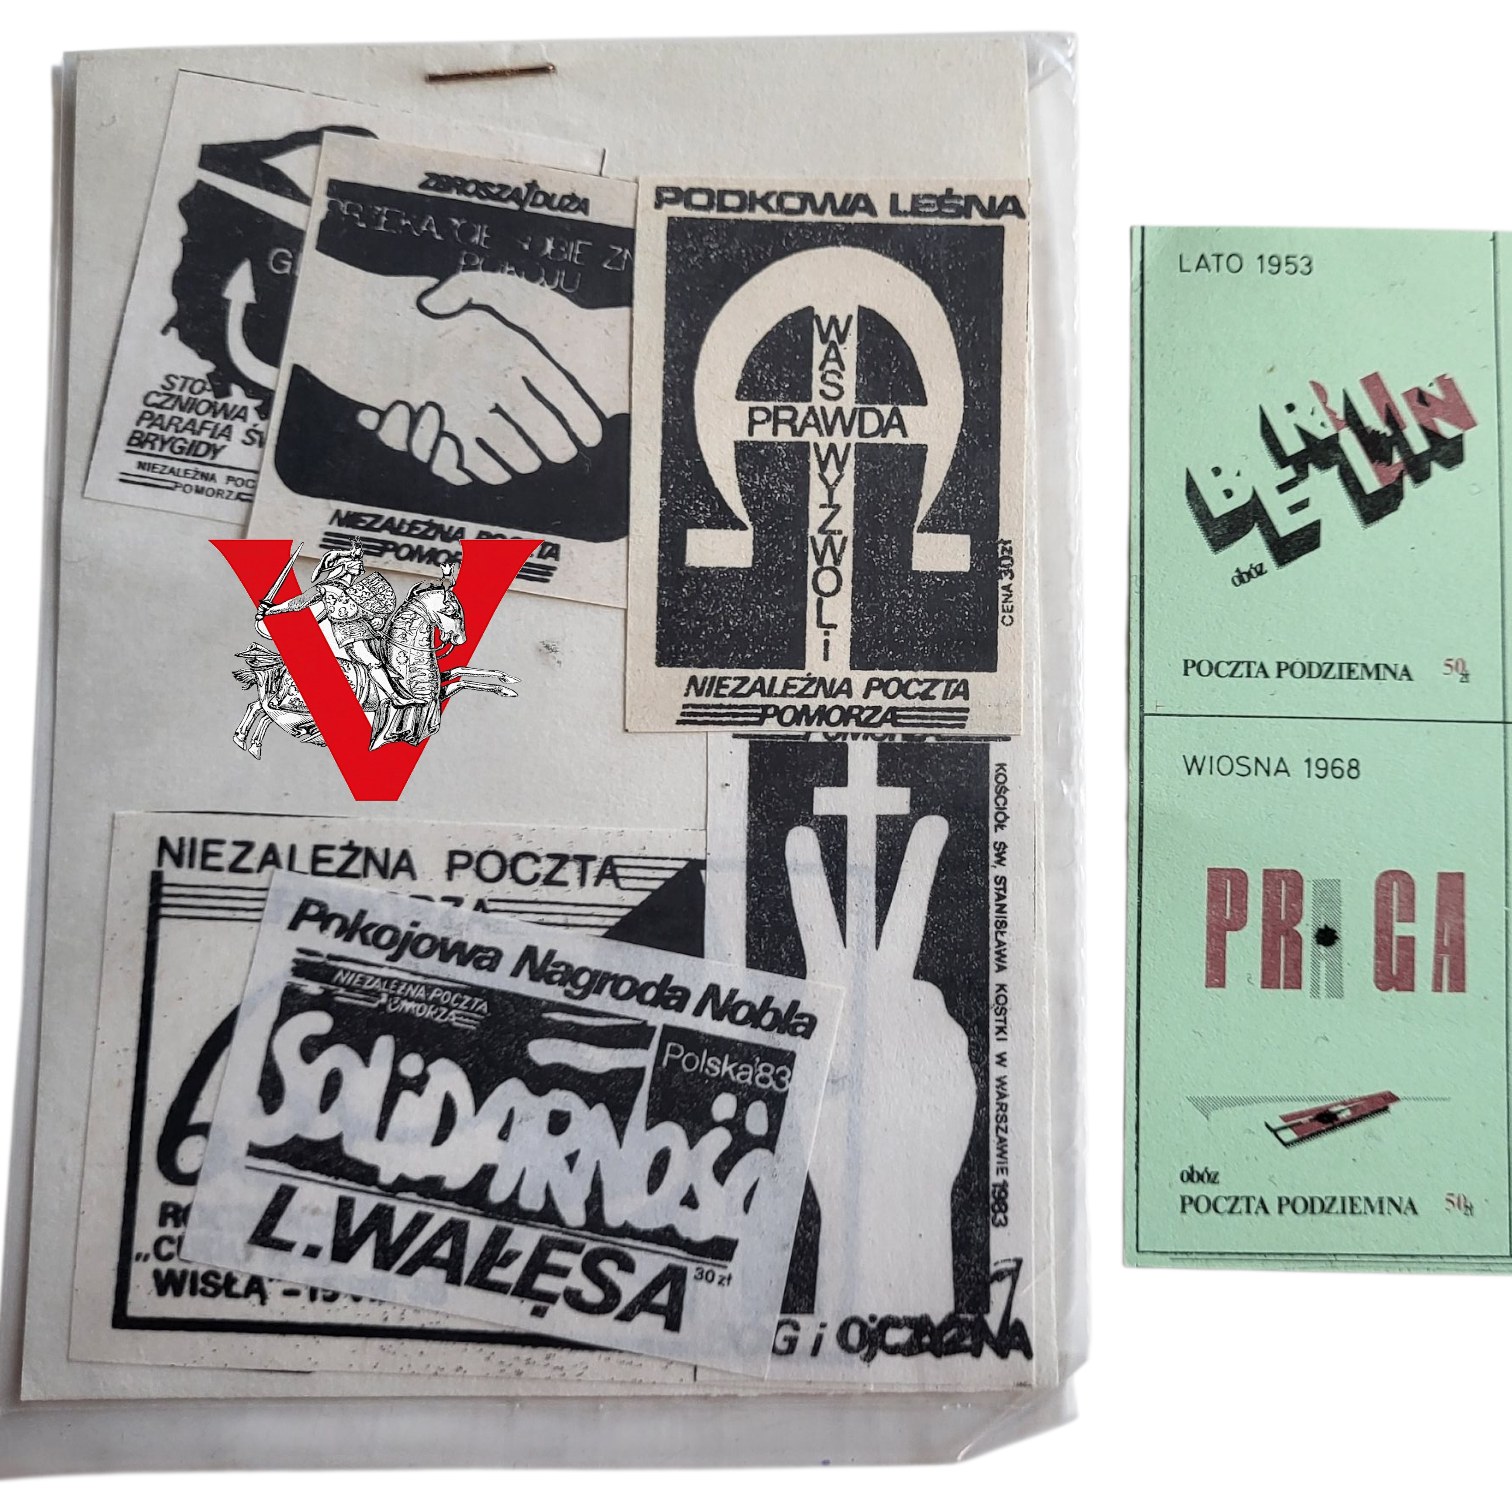 STO-
CZNIOWA
PARAFIA
BRYGIDY
NIEZALEŻNA
POMORZA
ZBROSZA DUŻA
POKOJU
NIEZALEŻNA POCZTA
PODKOWA LEŚNA
PRAWDA
WAS
WYZWOLI
CENA 30 zł
NIEZALEŻNA POCZTA
POMORZA
V
POMORZA
KOŚCIÓŁ ŚW. STANISŁAWA KOSTKI W WARSZAWIE 1983
i OJCZYZNA
NIEZALEŻNA POCZTA
6
WISŁĄ" -
Pokojowa Nagroda Nobla
NIEZALEŻNA POCZTA
POMORZA
Polska'83
SOLIDARNOŚĆ
L.WAŁĘSA
30 zł
LATO 1953
BERLIN
obóz
POCZTA PODZIEMNA 50 zł
WIOSNA 1968
PRAGA
obóz
POCZTA PODZIEMNA 50 zł